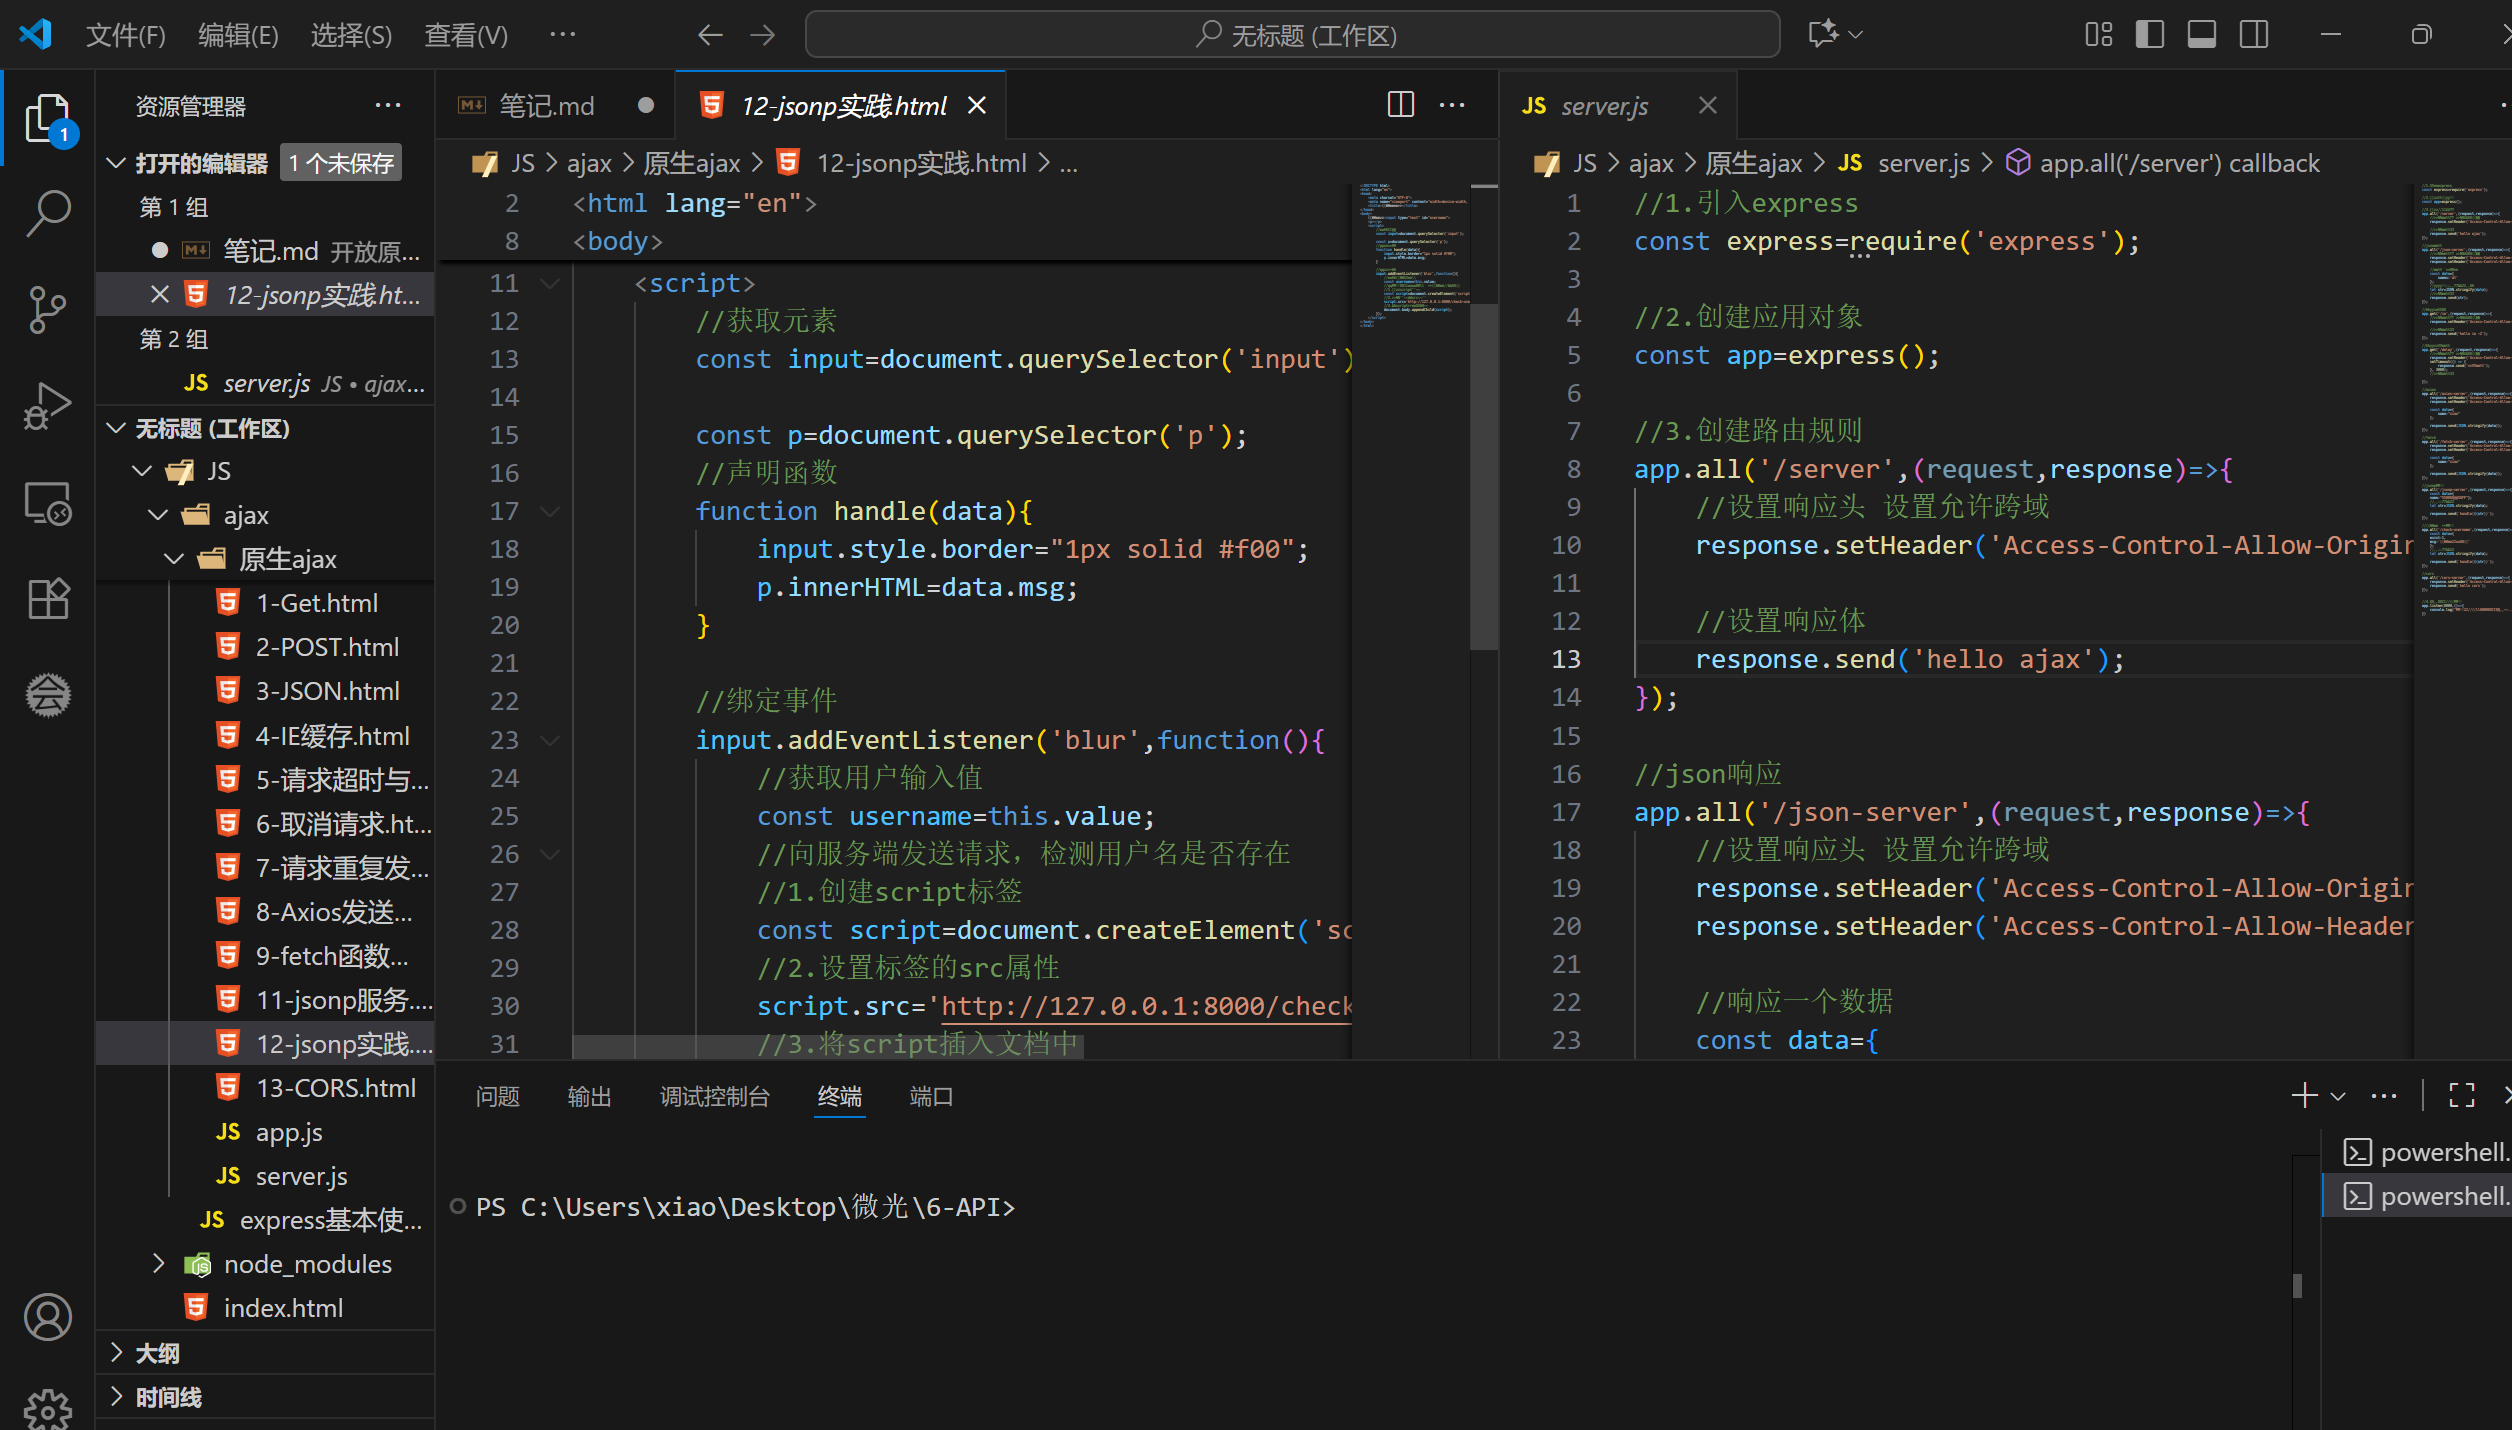 文件(F) 编辑(E) 选择(S) 查看(V) ··· 无标题 (工作区)
资源管理器 ···
打开的编辑器 1 个未保存
第 1 组
笔记.md 开放原...
12-jsonp实践.ht...
第 2 组
JS server.js JS • ajax...
无标题 (工作区)
JS
ajax
原生ajax
1-Get.html
2-POST.html
3-JSON.html
4-IE缓存.html
5-请求超时与...
6-取消请求.ht...
7-请求重复发...
8-Axios发送...
9-fetch函数...
11-jsonp服务....
12-jsonp实践....
13-CORS.html
JS app.js
JS server.js
JS express基本使...
node_modules
index.html
大纲
时间线
1
会
笔记.md
12-jsonp实践.html
JS > ajax > 原生ajax > 12-jsonp实践.html > ...
2 <html lang="en">
8 <body>
11 <script>
12 //获取元素
13 const input=document.querySelector('input')
14
15 const p=document.querySelector('p');
16 //声明函数
17 function handle(data){
18 input.style.border="1px solid #f00";
19 p.innerHTML=data.msg;
20 }
21
22 //绑定事件
23 input.addEventListener('blur',function(){
24 //获取用户输入值
25 const username=this.value;
26 //向服务端发送请求，检测用户名是否存在
27 //1.创建script标签
28 const script=document.createElement('sc
29 //2.设置标签的src属性
30 script.src='http://127.0.0.1:8000/check
31 //3.将script插入文档中
JS server.js
JS > ajax > 原生ajax > JS server.js > app.all('/server') callback
1 //1.引入express
2 const express=require('express');
3
4 //2.创建应用对象
5 const app=express();
6
7 //3.创建路由规则
8 app.all('/server',(request,response)=>{
9 //设置响应头 设置允许跨域
10 response.setHeader('Access-Control-Allow-Origin
11
12 //设置响应体
13 response.send('hello ajax');
14 });
15
16 //json响应
17 app.all('/json-server',(request,response)=>{
18 //设置响应头 设置允许跨域
19 response.setHeader('Access-Control-Allow-Origin
20 response.setHeader('Access-Control-Allow-Header
21
22 //响应一个数据
23 const data={
问题 输出 调试控制台 终端 端口
PS C:\Users\xiao\Desktop\微光\6-API>
powershell.
powershell.